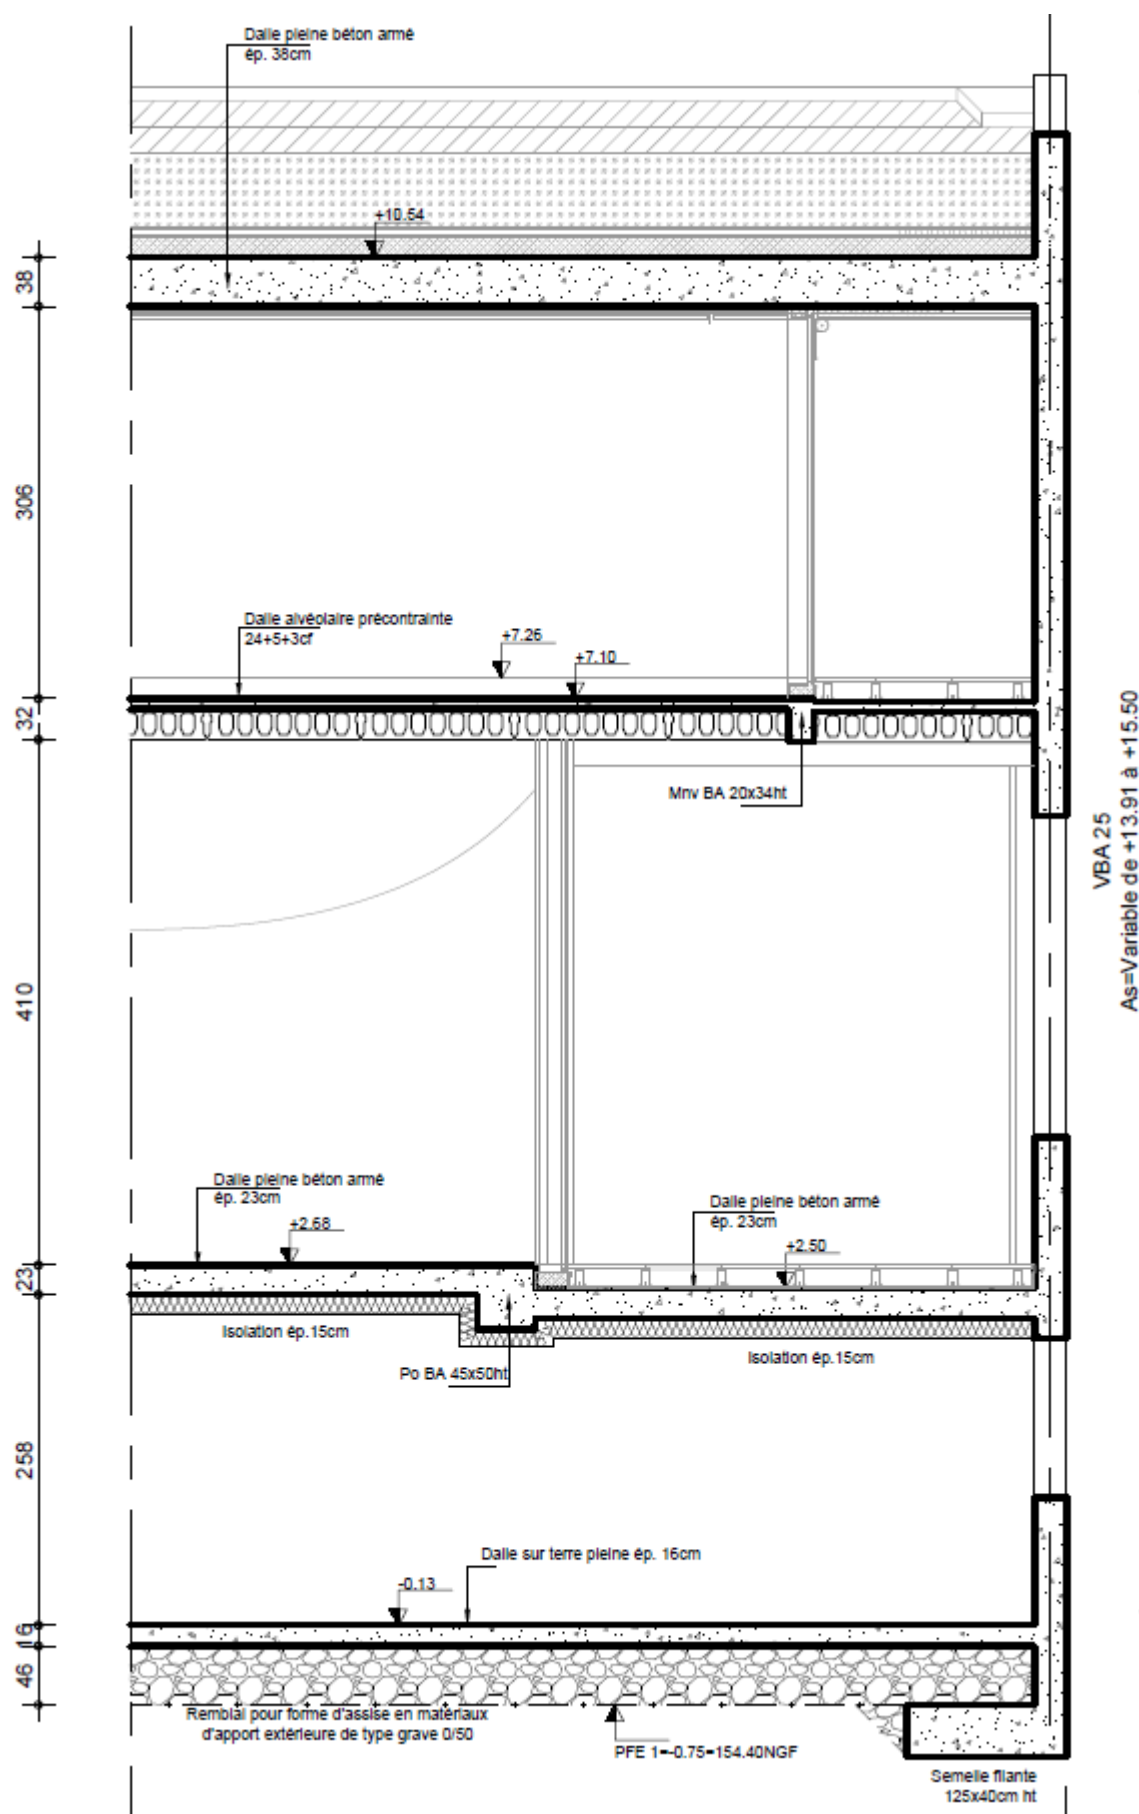 Dalle pleine béton armé
ép. 38cm
+10.54
38
306
Dalle alvéolaire précontrainte
24+5+3cf
+7.26
+7.10
32
Mnv BA 20x34ht
VBA 25
As=Variable de +13.91 à +15.50
410
Dalle pleine béton armé
ép. 23cm
+2.68
Dalle pleine béton armé
ép. 23cm
+2.50
23
Isolation ép.15cm
Isolation ép.15cm
Po BA 45x50ht
258
Dalle sur terre pleine ép. 16cm
-0.13
16
46
Remblai pour forme d'assise en matériaux
d'apport extérieure de type grave 0/50
PFE 1=-0.75=154.40NGF
Semelle filante
125x40cm ht